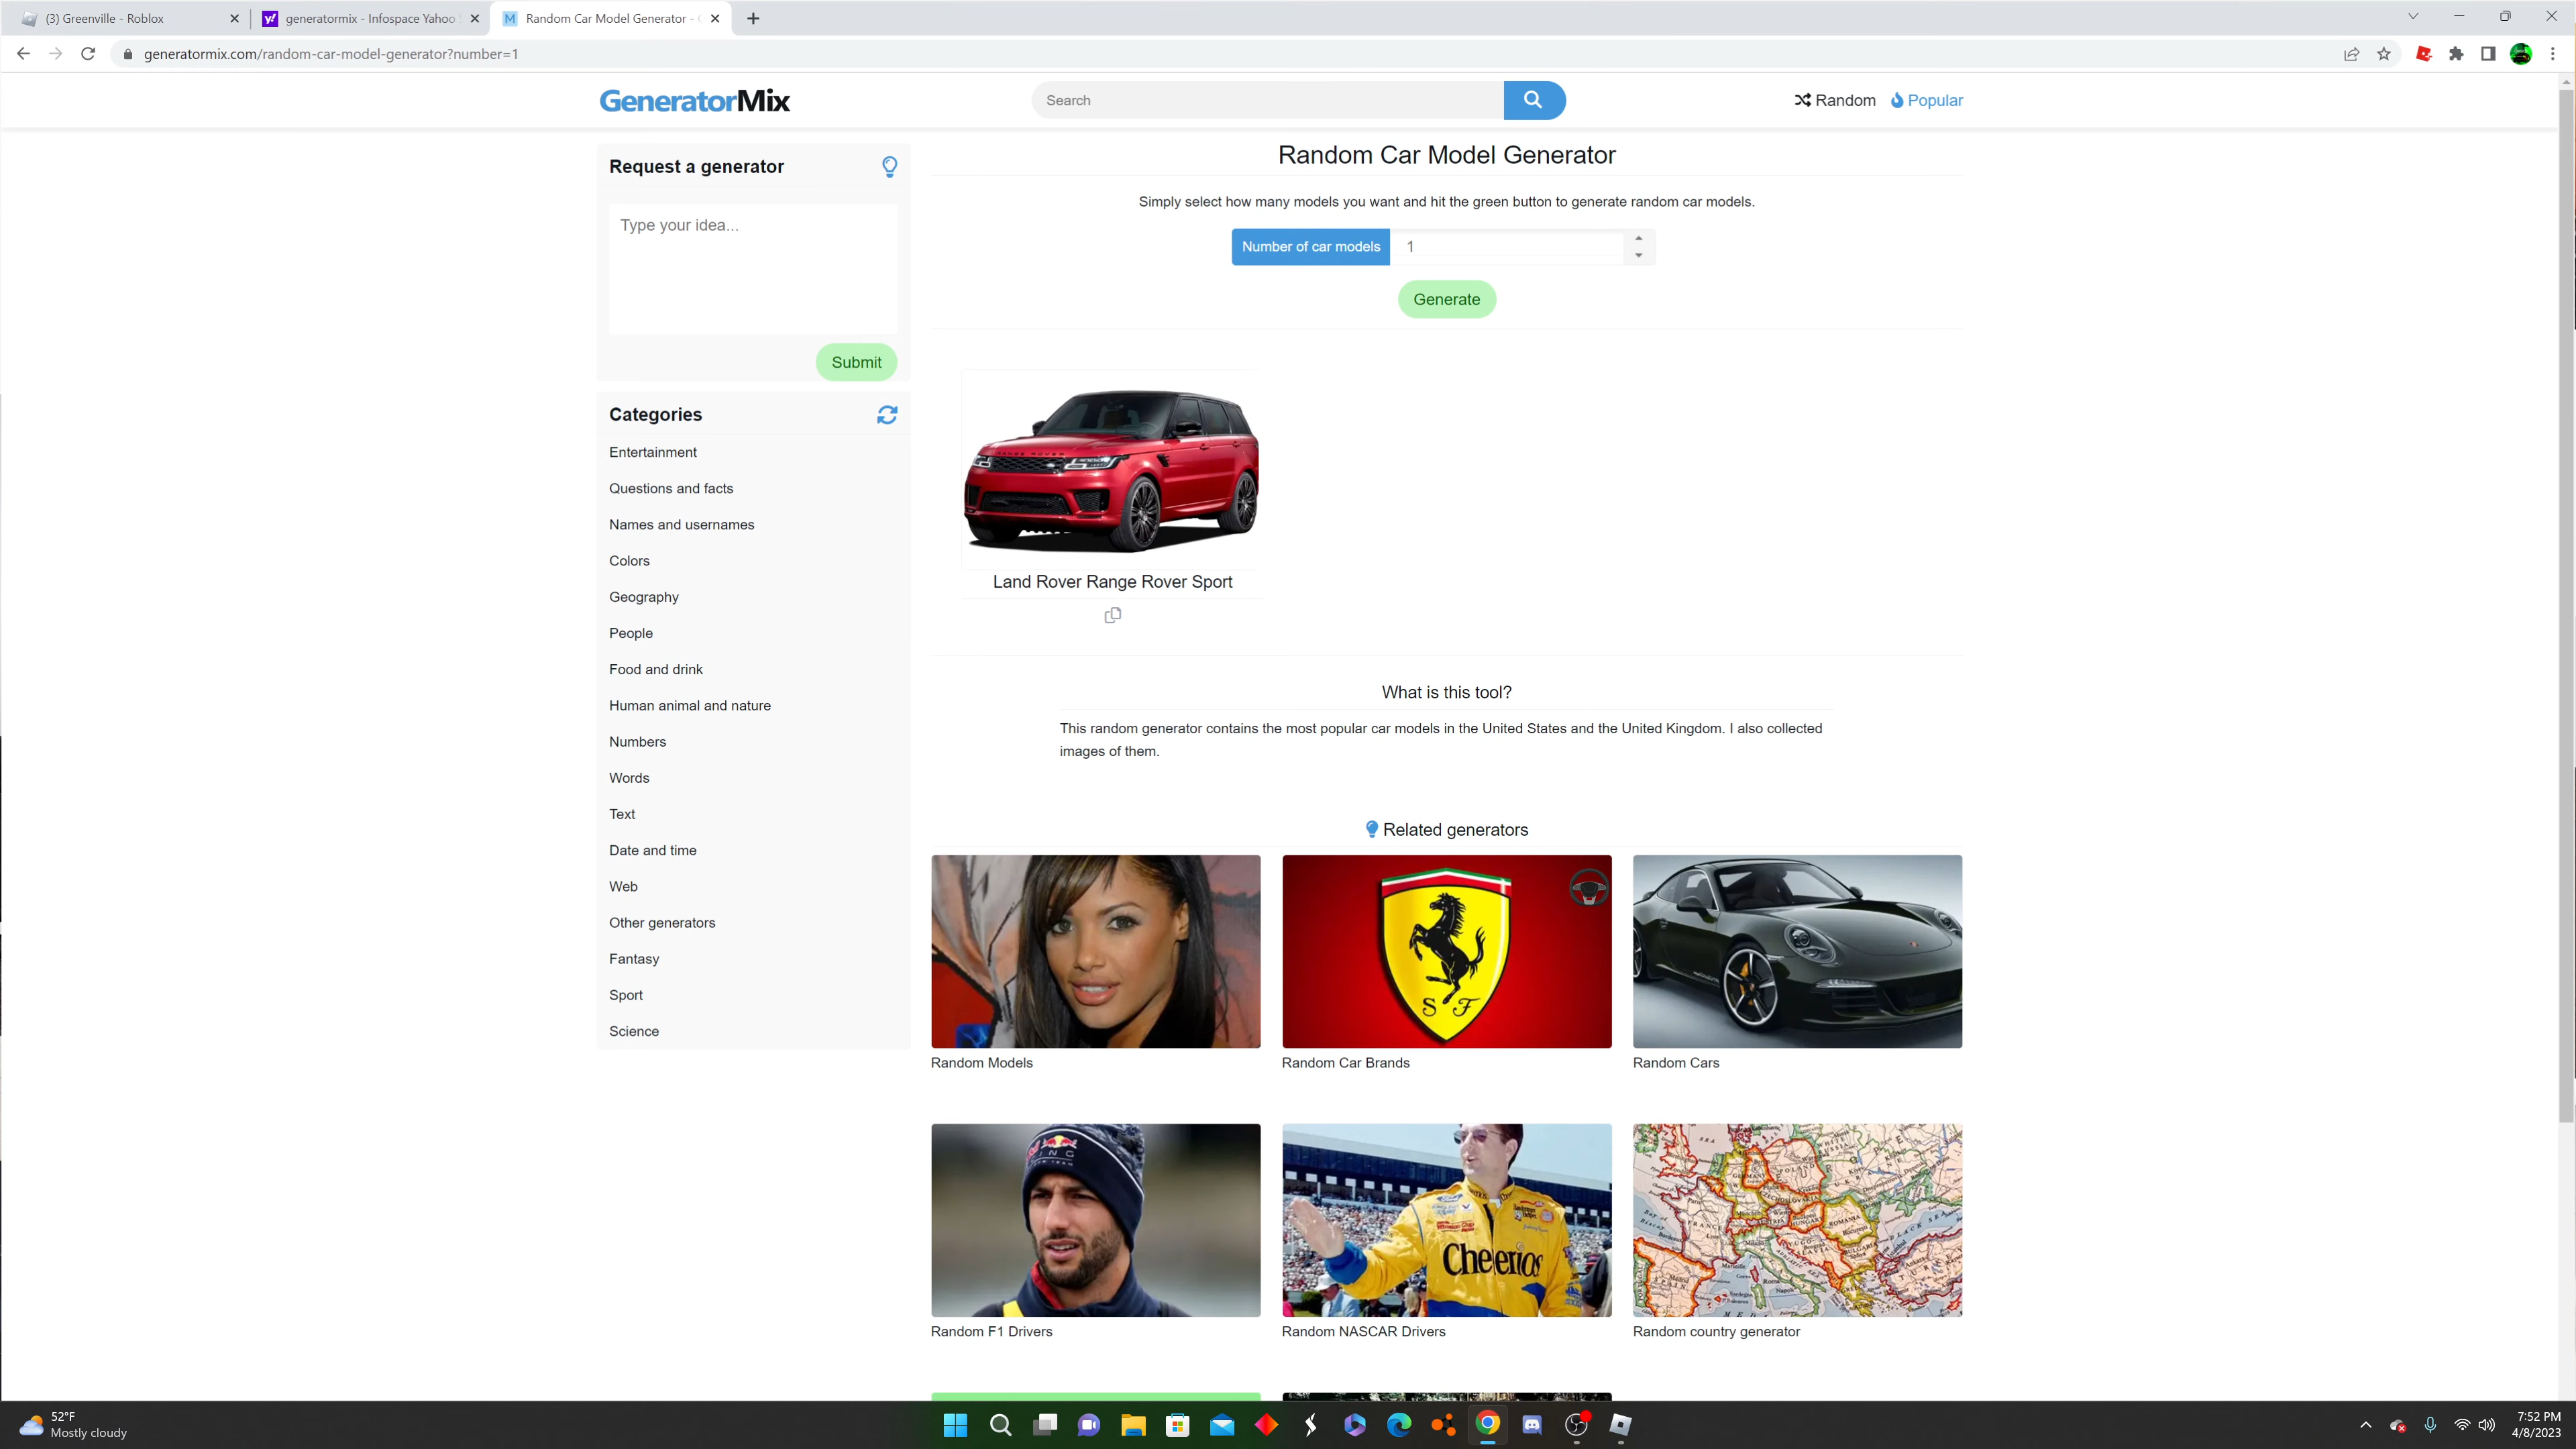 (3) Greenville - Roblox
generatormix - Infospace Yahoo
Random Car Model Generator -
generatormix.com/random-car-model-generator?number=1
GeneratorMix
Search
Random
Popular
Request a generator
Type your idea...
Submit
Categories
Entertainment
Questions and facts
Names and usernames
Colors
Geography
People
Food and drink
Human animal and nature
Numbers
Words
Text
Date and time
Web
Other generators
Fantasy
Sport
Science
Random Car Model Generator
Simply select how many models you want and hit the green button to generate random car models.
Number of car models
1
Generate
RANGE ROVER
Land Rover Range Rover Sport
What is this tool?
This random generator contains the most popular car models in the United States and the United Kingdom. I also collected
images of them.
Related generators
S F
Random Models
Random Car Brands
Random Cars
Cheerios
Random F1 Drivers
Random NASCAR Drivers
Random country generator
52°F
Mostly cloudy
7:52 PM
4/8/2023